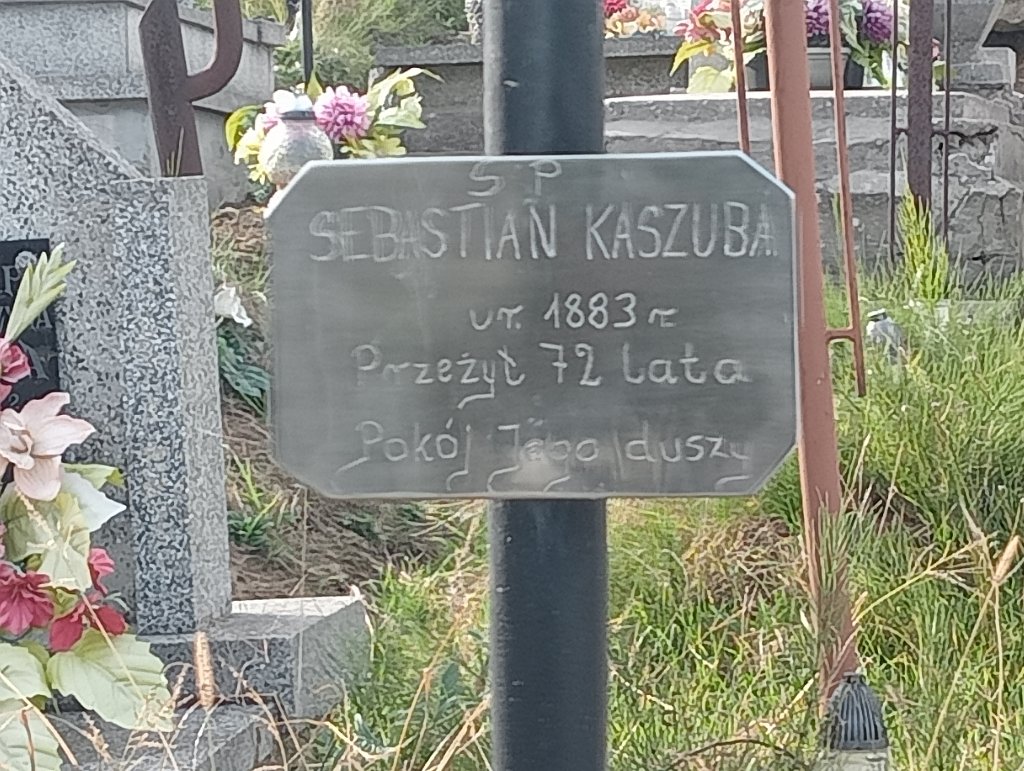 S P
SEBASTIAN KASZUBA
ur. 1883 r
Przeżył 72 lata
Pokój Jego duszy